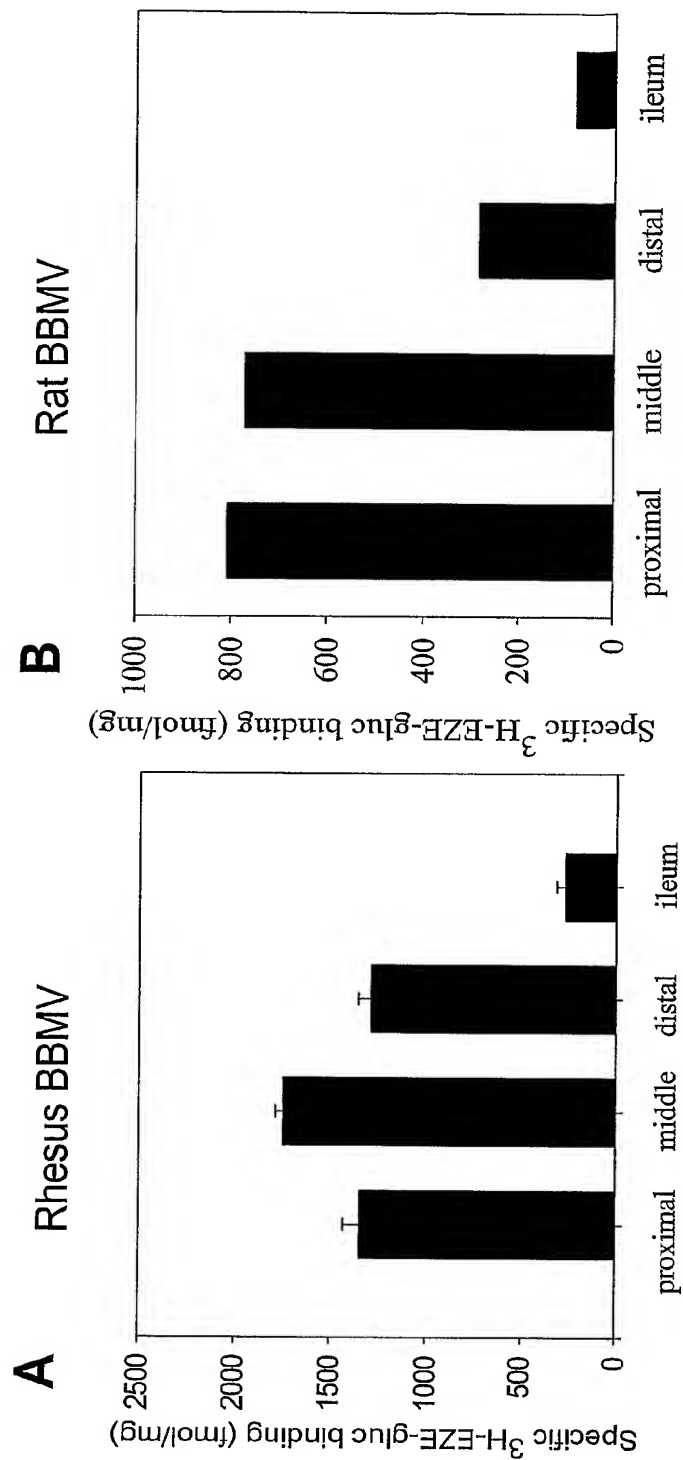 A
Rhesus BBMV
Specific ³H-EZE-gluc binding (fmol/mg)
2500
2000
1500
1000
500
0
proximal
middle
distal
ileum
B
Rat BBMV
Specific ³H-EZE-gluc binding (fmol/mg)
1000
800
600
400
200
0
proximal
middle
distal
ileum